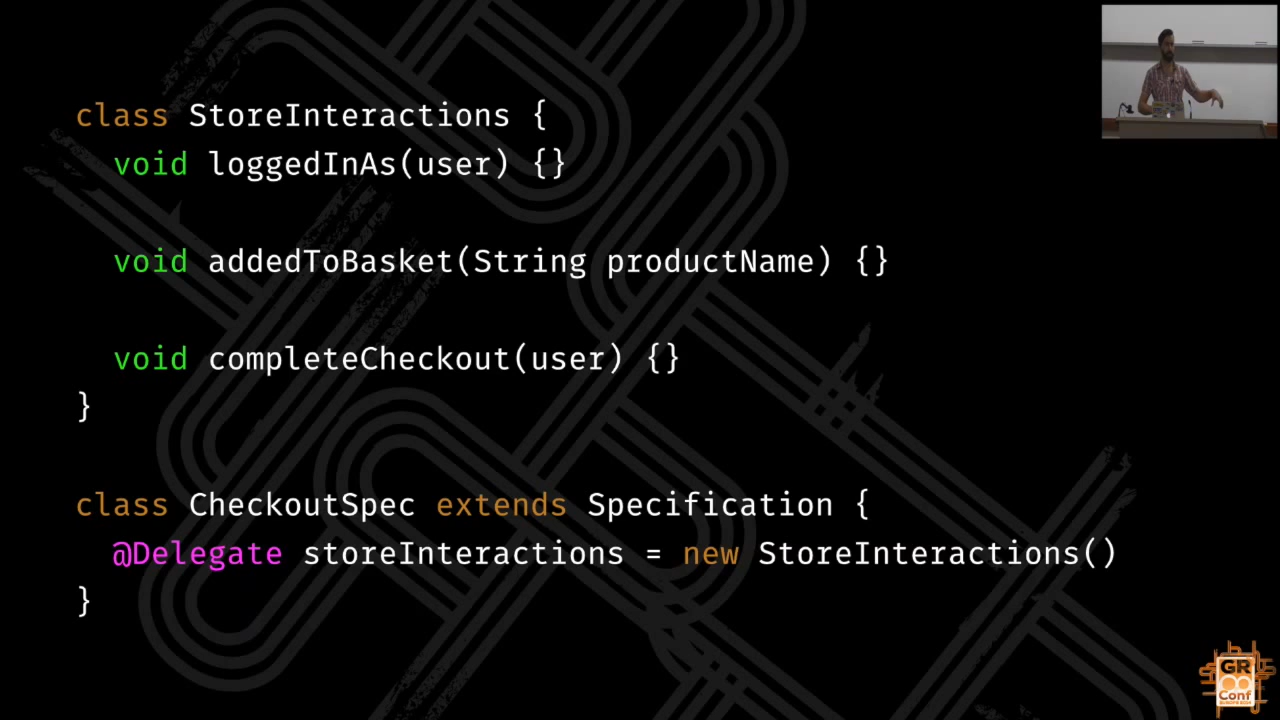 class StoreInteractions {
void loggedInAs(user) {}
void addedToBasket(String productName) {}
void completeCheckout(user) {}
}
class CheckoutSpec extends Specification {
@Delegate storeInteractions = new StoreInteractions()
}
GR
Conf